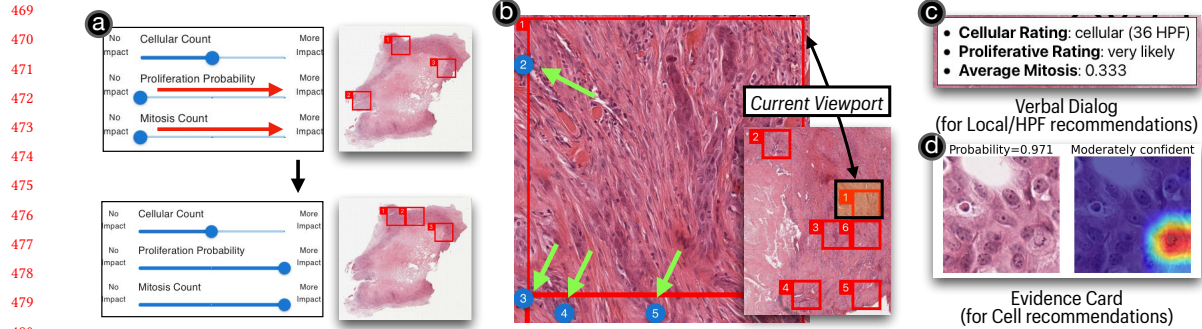 469
470
471
472
473
474
475
476
477
478
479
a
No Impact
Cellular Count
More Impact
No Impact
Proliferation Probability
More Impact
No Impact
Mitosis Count
More Impact
1
2
3
No Impact
Cellular Count
More Impact
No Impact
Proliferation Probability
More Impact
No Impact
Mitosis Count
More Impact
1
2
3
b
1
2
3
4
5
Current Viewport
2
1
3
6
4
5
c
• Cellular Rating: cellular (36 HPF)
• Proliferative Rating: very likely
• Average Mitosis: 0.333
Verbal Dialog
(for Local/HPF recommendations)
d
Probability=0.971
Moderately confident
Evidence Card
(for Cell recommendations)